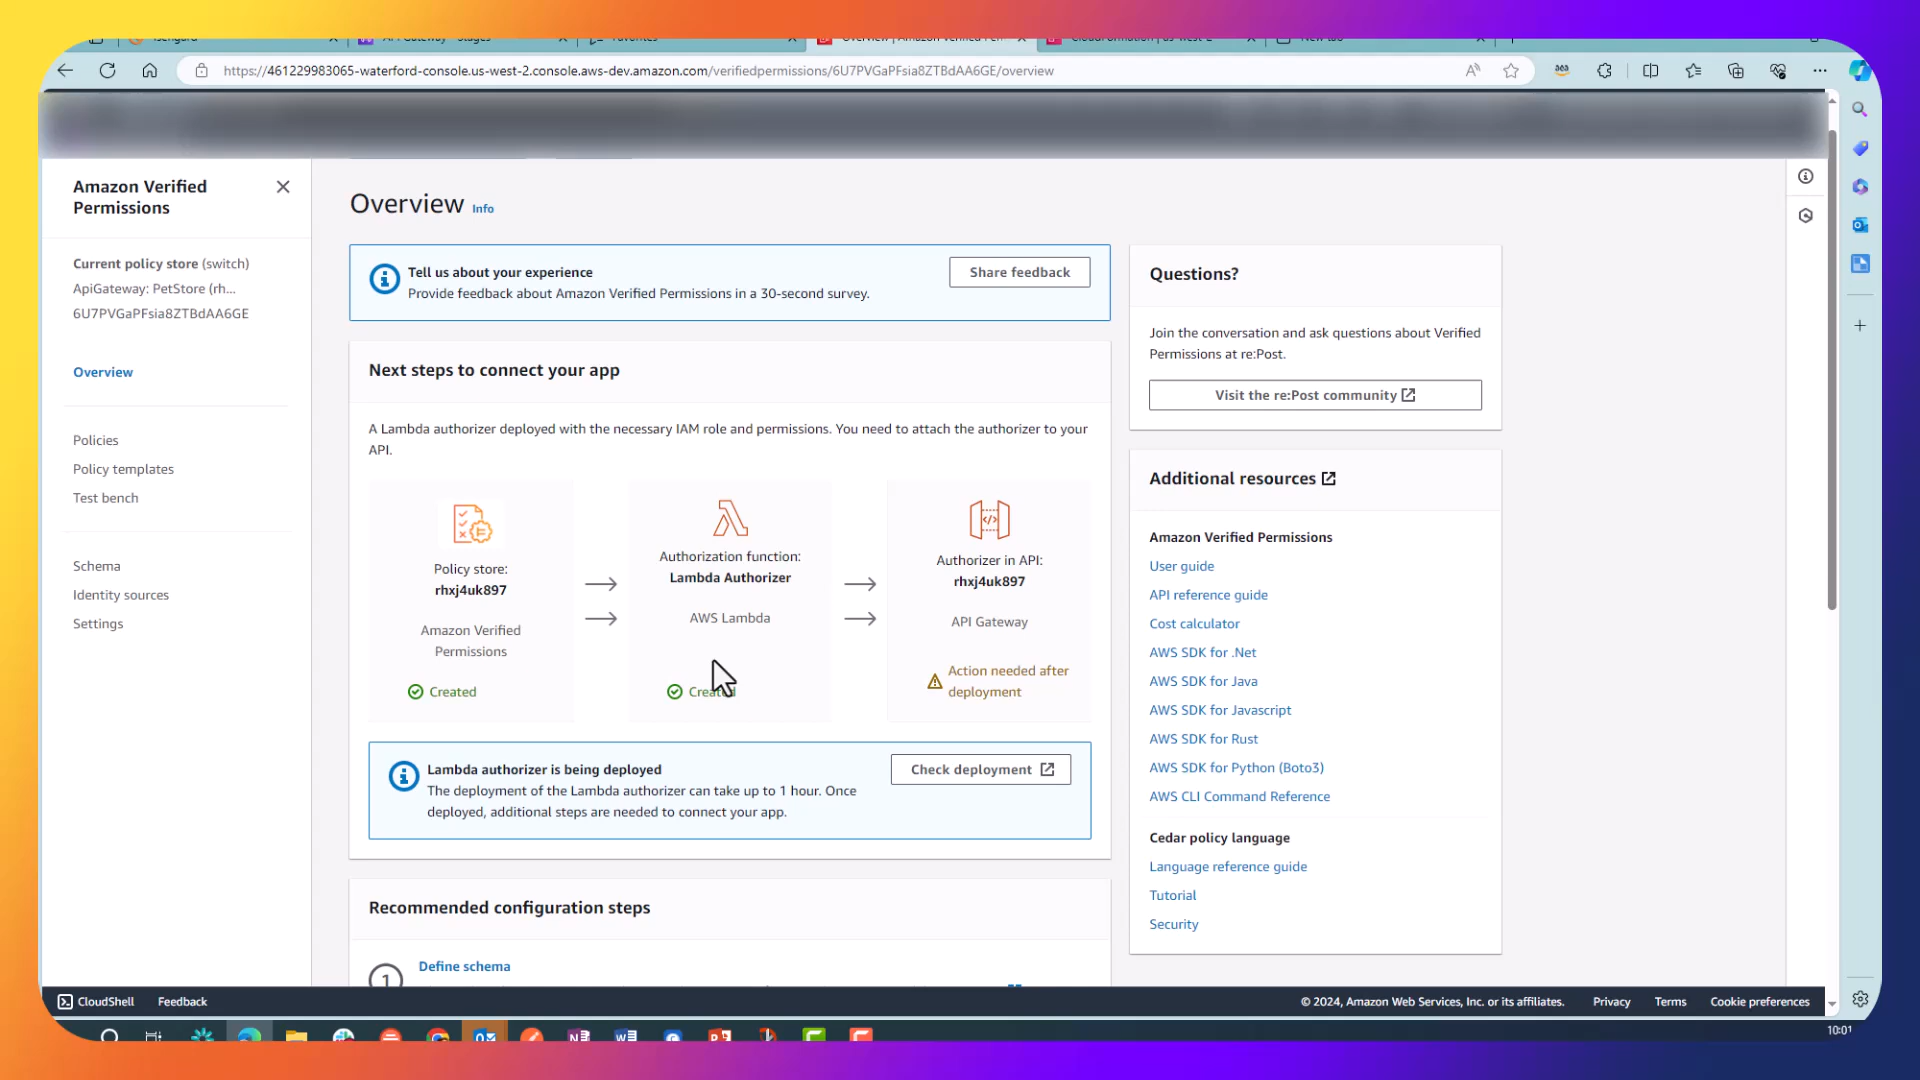 https://461229983065-waterford-console.us-west-2.console.aws-dev.amazon.com/verifiedpermissions/6U7PVGaPFsia8ZTBdAA6GE/overview
Amazon Verified
Permissions
Current policy store (switch)
ApiGateway: PetStore (rh...
6U7PVGaPFsia8ZTBdAA6GE
Overview
Policies
Policy templates
Test bench
Schema
Identity sources
Settings
Overview Info
Tell us about your experience
Provide feedback about Amazon Verified Permissions in a 30-second survey.
Share feedback
Next steps to connect your app
A Lambda authorizer deployed with the necessary IAM role and permissions. You need to attach the authorizer to your
API.
Policy store:
rhxj4uk897
Amazon Verified
Permissions
Created
Authorization function:
Lambda Authorizer
AWS Lambda
Created
Authorizer in API:
rhxj4uk897
API Gateway
Action needed after
deployment
Lambda authorizer is being deployed
The deployment of the Lambda authorizer can take up to 1 hour. Once
deployed, additional steps are needed to connect your app.
Check deployment
Recommended configuration steps
1
Define schema
Questions?
Join the conversation and ask questions about Verified
Permissions at re:Post.
Visit the re:Post community
Additional resources
Amazon Verified Permissions
User guide
API reference guide
Cost calculator
AWS SDK for .Net
AWS SDK for Java
AWS SDK for Javascript
AWS SDK for Rust
AWS SDK for Python (Boto3)
AWS CLI Command Reference
Cedar policy language
Language reference guide
Tutorial
Security
CloudShell
Feedback
© 2024, Amazon Web Services, Inc. or its affiliates.
Privacy
Terms
Cookie preferences
10:01